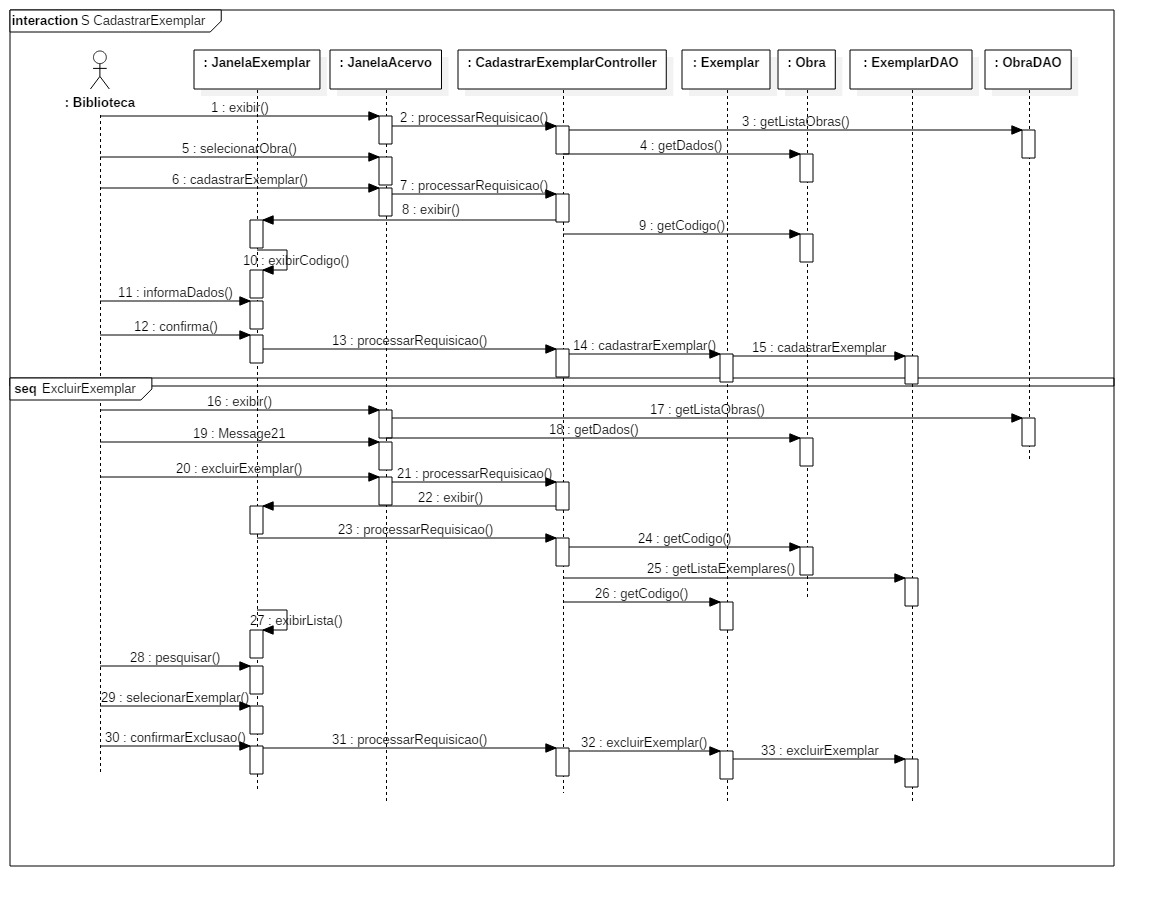 interaction S CadastrarExemplar
: Biblioteca
: JanelaExemplar
: JanelaAcervo
: CadastrarExemplarController
: Exemplar
: Obra
: ExemplarDAO
: ObraDAO
1 : exibir()
2 : processarRequisicao()
3 : getListaObras()
4 : getDados()
5 : selecionarObra()
6 : cadastrarExemplar()
7 : processarRequisicao()
8 : exibir()
9 : getCodigo()
10 : exibirCodigo()
11 : informaDados()
12 : confirma()
13 : processarRequisicao()
14 : cadastrarExemplar()
15 : cadastrarExemplar
seq ExcluirExemplar
16 : exibir()
17 : getListaObras()
18 : getDados()
19 : Message21
20 : excluirExemplar()
21 : processarRequisicao()
22 : exibir()
23 : processarRequisicao()
24 : getCodigo()
25 : getListaExemplares()
26 : getCodigo()
27 : exibirLista()
28 : pesquisar()
29 : selecionarExemplar()
30 : confirmarExclusao()
31 : processarRequisicao()
32 : excluirExemplar()
33 : excluirExemplar